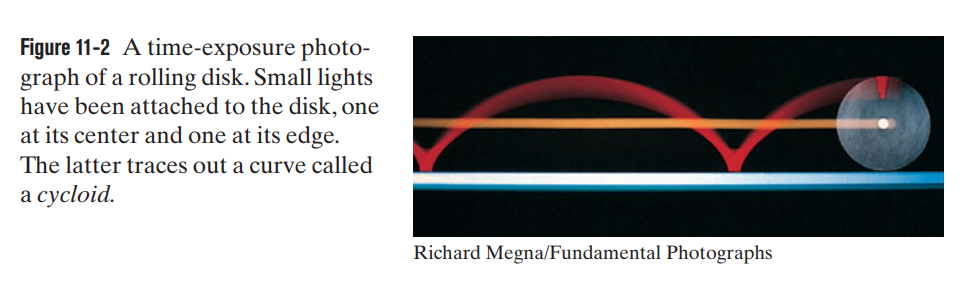 Figure 11-2 A time-exposure photo-
graph of a rolling disk. Small lights
have been attached to the disk, one
at its center and one at its edge.
The latter traces out a curve called
a cycloid.
Richard Megna/Fundamental Photographs